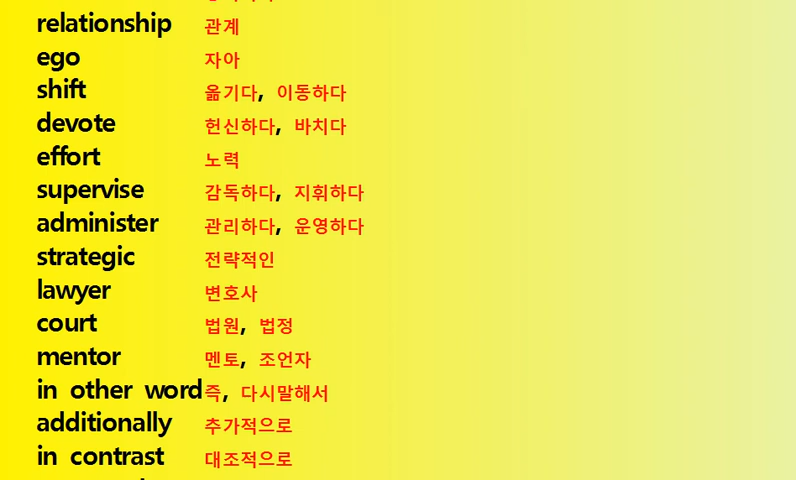 relationship 관계
ego 자아
shift 옮기다, 이동하다
devote 헌신하다, 바치다
effort 노력
supervise 감독하다, 지휘하다
administer 관리하다, 운영하다
strategic 전략적인
lawyer 변호사
court 법원, 법정
mentor 멘토, 조언자
in other word 즉, 다시말해서
additionally 추가적으로
in contrast 대조적으로